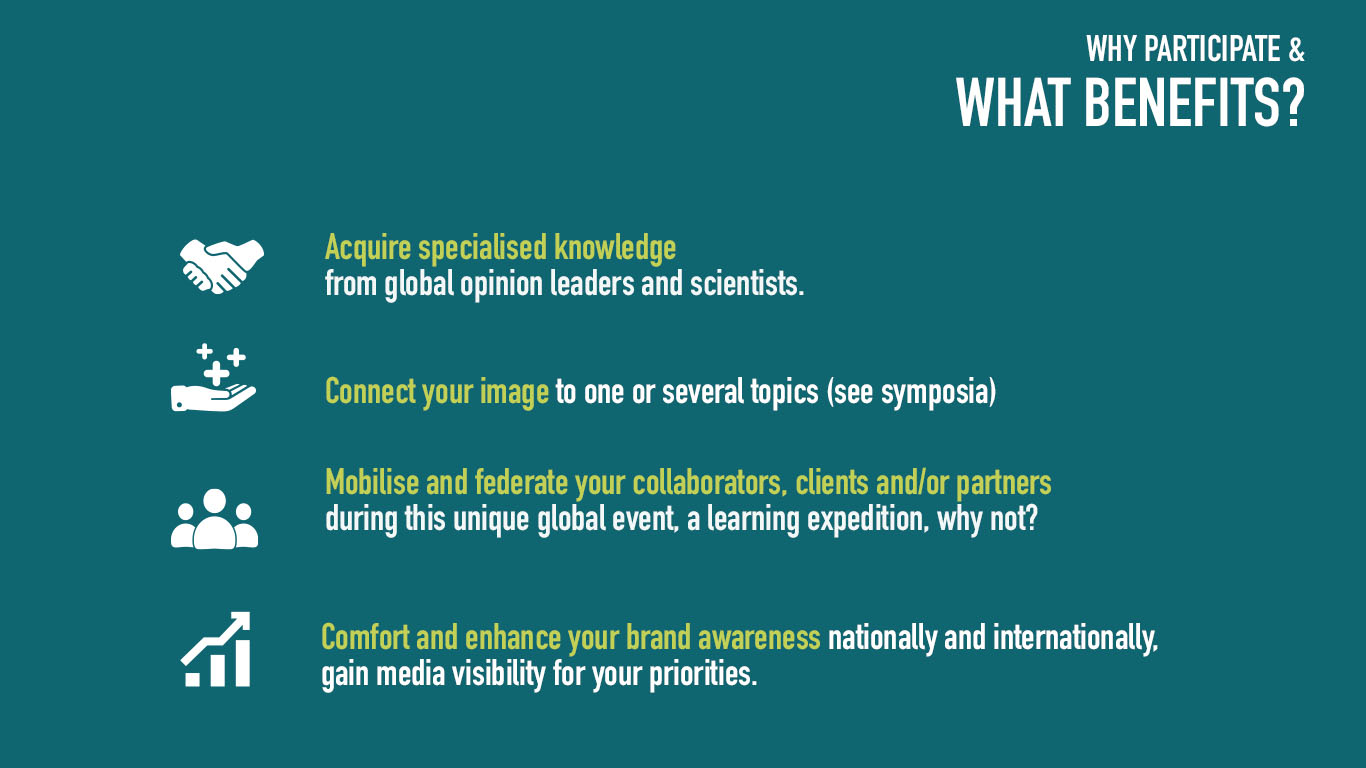 WHY PARTICIPATE &
WHAT BENEFITS?
Acquire specialised knowledge
from global opinion leaders and scientists.
Connect your image to one or several topics (see symposia)
Mobilise and federate your collaborators, clients and/or partners
during this unique global event, a learning expedition, why not?
Comfort and enhance your brand awareness nationally and internationally,
gain media visibility for your priorities.